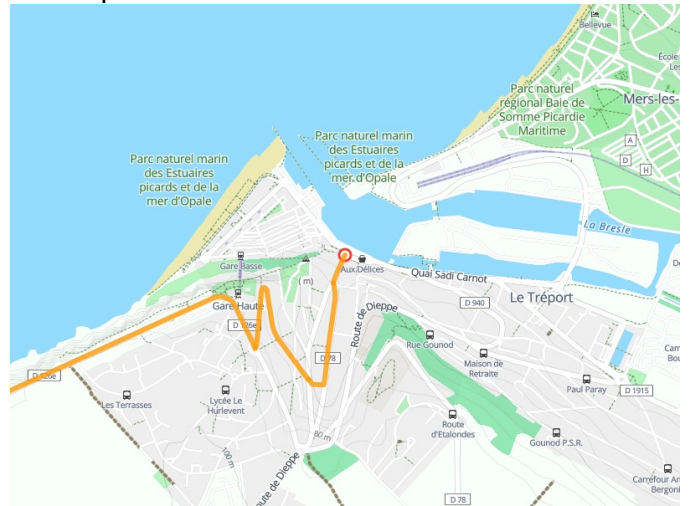 Bellevue
École
Les
Parc naturel
régional Baie de
Somme Picardie
Maritime
Mers-les-
A
D
H
Parc naturel marin
des Estuaires
picards et de la
mer d'Opale
Parc naturel marin
des Estuaires
picards et de la
mer d'Opale
La Bresle
Gare Basse
Aux Délices
( m)
Quai Sadi Carnot
Gare Haute
D 126e
D 940
Le Tréport
Route de Dieppe
Rue Gounod
D 78
Maison de
Retraite
D 126e
Les Terrasses
Lycée Le
Hurlevent
Paul Paray
D 1915
Carr
Bou
Route
d'Etalondes
80 m
100 m
Gounod P.S.R.
Route de Dieppe
D 78
Carrefour An
Bergoni